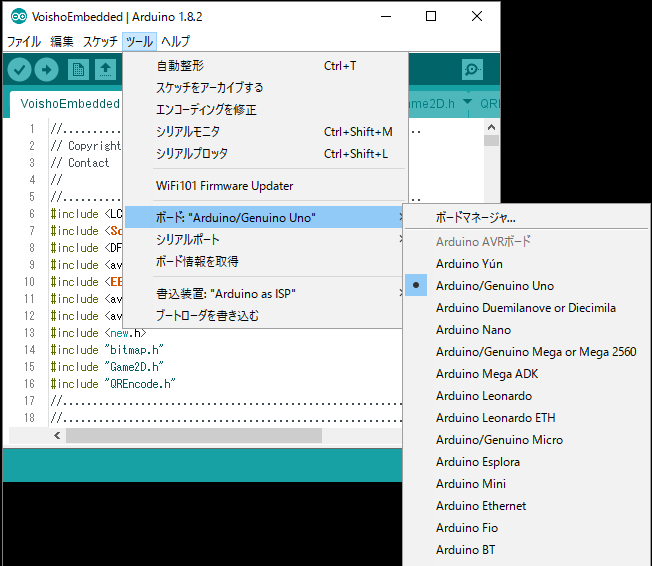 VoishoEmbedded | Arduino 1.8.2
ファイル 編集 スケッチ ツール ヘルプ
VoishoEmbedded
Game2D.h
自動整形 Ctrl+T
スケッチをアーカイブする
エンコーディングを修正
シリアルモニタ Ctrl+Shift+M
シリアルプロッタ Ctrl+Shift+L
WiFi101 Firmware Updater
ボード: "Arduino/Genuino Uno"
シリアルポート
ボード情報を取得
書込装置: "Arduino as ISP"
ブートローダを書き込む
ボードマネージャ...
Arduino AVRボード
Arduino Yún
Arduino/Genuino Uno
Arduino Duemilanove or Diecimila
Arduino Nano
Arduino/Genuino Mega or Mega 2560
Arduino Mega ADK
Arduino Leonardo
Arduino Leonardo ETH
Arduino/Genuino Micro
Arduino Esplora
Arduino Mini
Arduino Ethernet
Arduino Fio
Arduino BT
1 //......................
2 // Copyright
3 // Contact
4 //
5 //......................
6 #include <LC
7 #include <
8 #include <DF
9 #include <av
10 #include <EE
11 #include <av
12 #include <av
13 #include <new.h>
14 #include "bitmap.h"
15 #include "Game2D.h"
16 #include "QREncode.h"
17 //......................
18 //......................